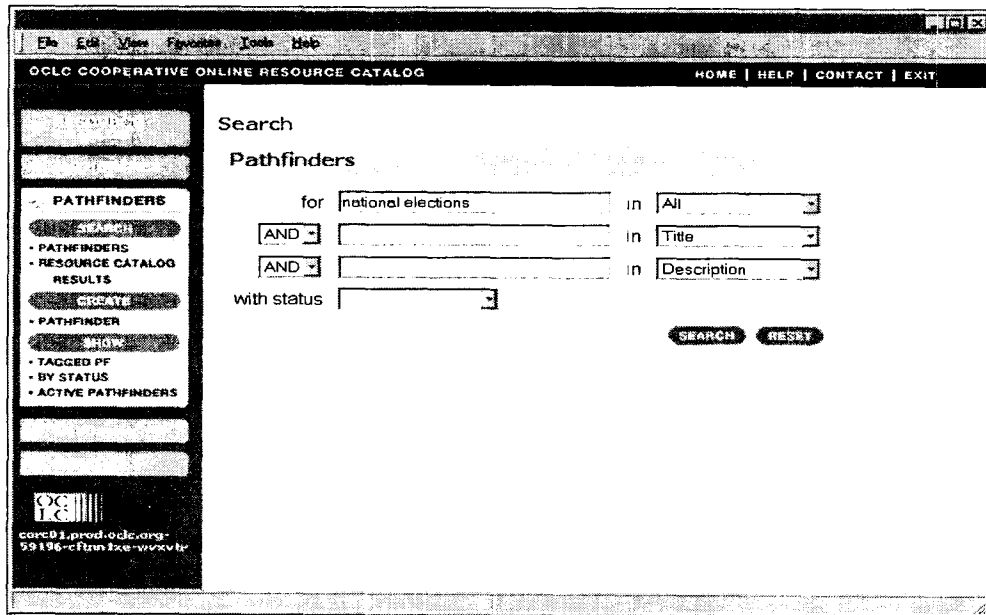 File Edit View Favorites Tools Help
OCLC COOPERATIVE ONLINE RESOURCE CATALOG HOME | HELP | CONTACT | EXIT
Search
Pathfinders
for national elections in All
AND in Title
AND in Description
with status
SEARCH RESET
PATHFINDERS
SEARCH
• PATHFINDERS
• RESOURCE CATALOG
RESULTS
CREATE
• PATHFINDER
SHOW
• TAGGED PF
• BY STATUS
• ACTIVE PATHFINDERS
OC
LC
corc01.prod.oclc.org-